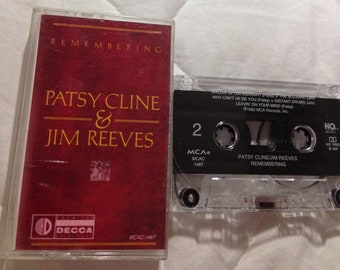 REMEMBERING
PATSY CLINE
&
JIM REEVES
DECCA
MCAC-1467
WHY CAN'T HE BE YOU (Patsy) • DISTANT DRUMS (Jim)
LEAVIN' ON YOUR MIND (Patsy)
2
MCA
MCAC
1467
HQ
PATSY CLINE/JIM REEVES
REMEMBERING